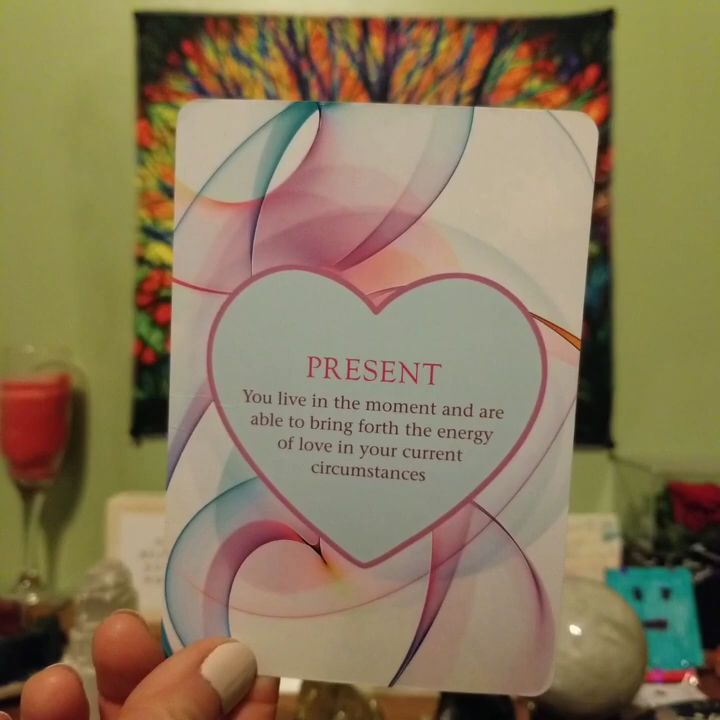 PRESENT
You live in the moment and are
able to bring forth the energy
of love in your current
circumstances